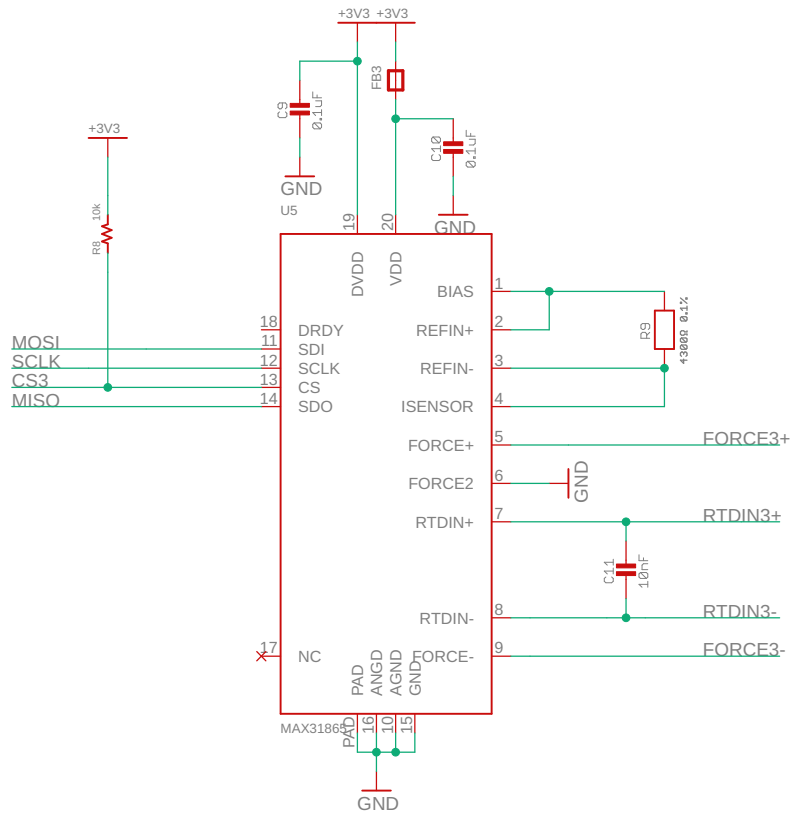 +3V3 +3V3
FB3
C9
0.1uF
+3V3
C10
0.1uF
GND
10k
R8
U5
GND
19
20
DVDD
VDD
BIAS
1
18
DRDY
REFIN+
2
R9
4300Ω 0.1%
MOSI
11
SDI
SCLK
12
SCLK
REFIN-
3
CS3
13
CS
MISO
14
SDO
ISENSOR
4
FORCE+
5
FORCE3+
FORCE2
6
GND
RTDIN+
7
RTDIN3+
C11
10nF
RTDIN-
8
RTDIN3-
17
NC
FORCE-
9
FORCE3-
PAD
ANGD
AGND
GND
MAX31865
PAD
16
10
15
GND